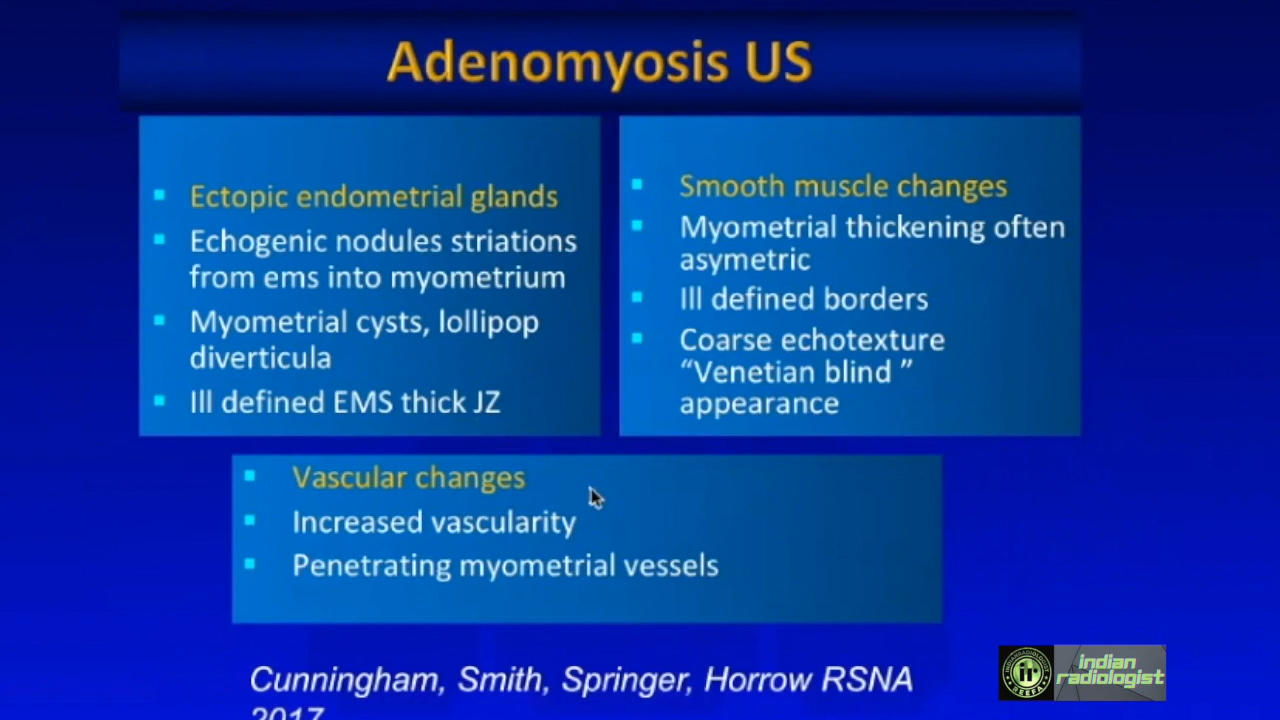 Adenomyosis US
Ectopic endometrial glands
Echogenic nodules striations
from ems into myometrium
Myometrial cysts, lollipop
diverticula
Ill defined EMS thick JZ
Smooth muscle changes
Myometrial thickening often
asymetric
Ill defined borders
Coarse echotexture
“Venetian blind ”
appearance
Vascular changes
Increased vascularity
Penetrating myometrial vessels
Cunningham, Smith, Springer, Horrow RSNA
2017
indian
radiologist